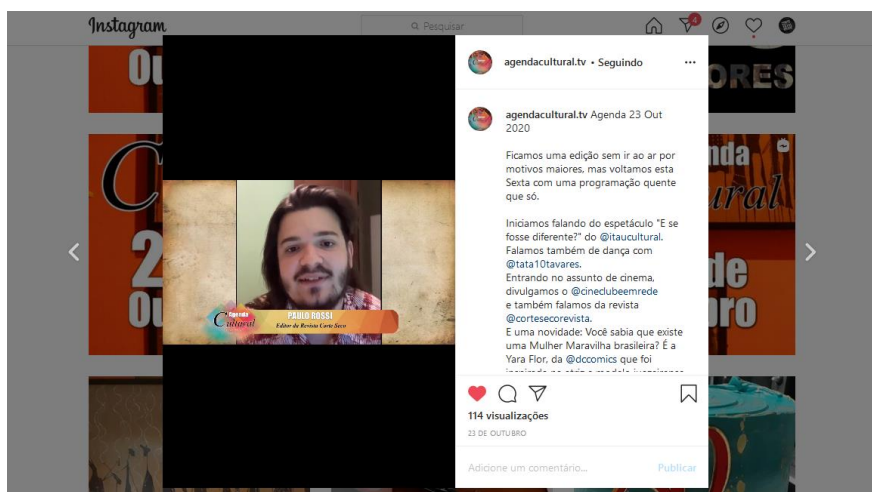 Instagram
Pesquisar
4
agendacultural.tv • Seguindo
agendacultural.tv Agenda 23 Out
2020
Ficamos uma edição sem ir ao ar por
motivos maiores, mas voltamos esta
Sexta com uma programação quente
que só.
Iniciamos falando do espetáculo "E se
fosse diferente?" do @itaucultural.
Falamos também de dança com
@tata10tavares.
Entrando no assunto de cinema,
divulgamos o @cineclubeemrede
e também falamos da revista
@cortesecorevista.
E uma novidade: Você sabia que existe
uma Mulher Maravilha brasileira? É a
Yara Flor, da @dccomics que foi
Agenda
Cultural
PAULO ROSSI
Editor da Revista Corte Seco
114 visualizações
23 DE OUTUBRO
Adicione um comentário...
Publicar
OU
ORES
C
2
OU
nda
ural
de
bro